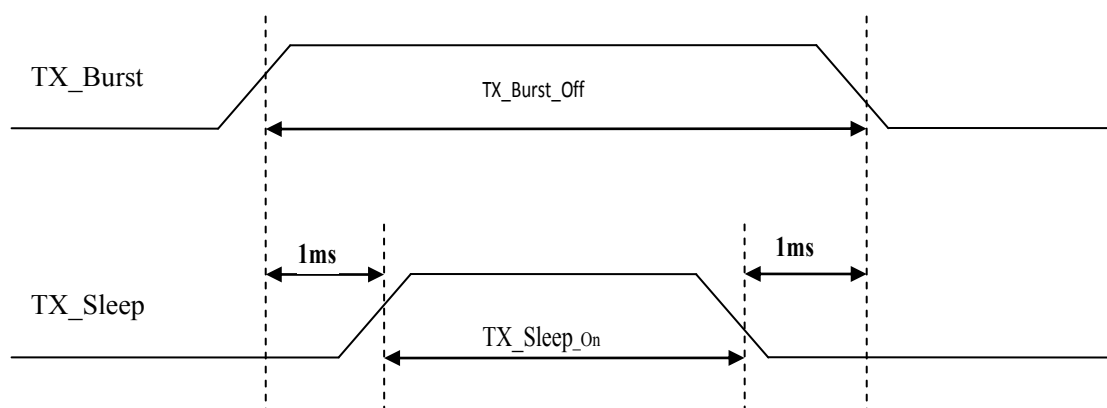 TX_Burst
TX_Burst_Off
1ms
1ms
TX_Sleep
TX_Sleep_On